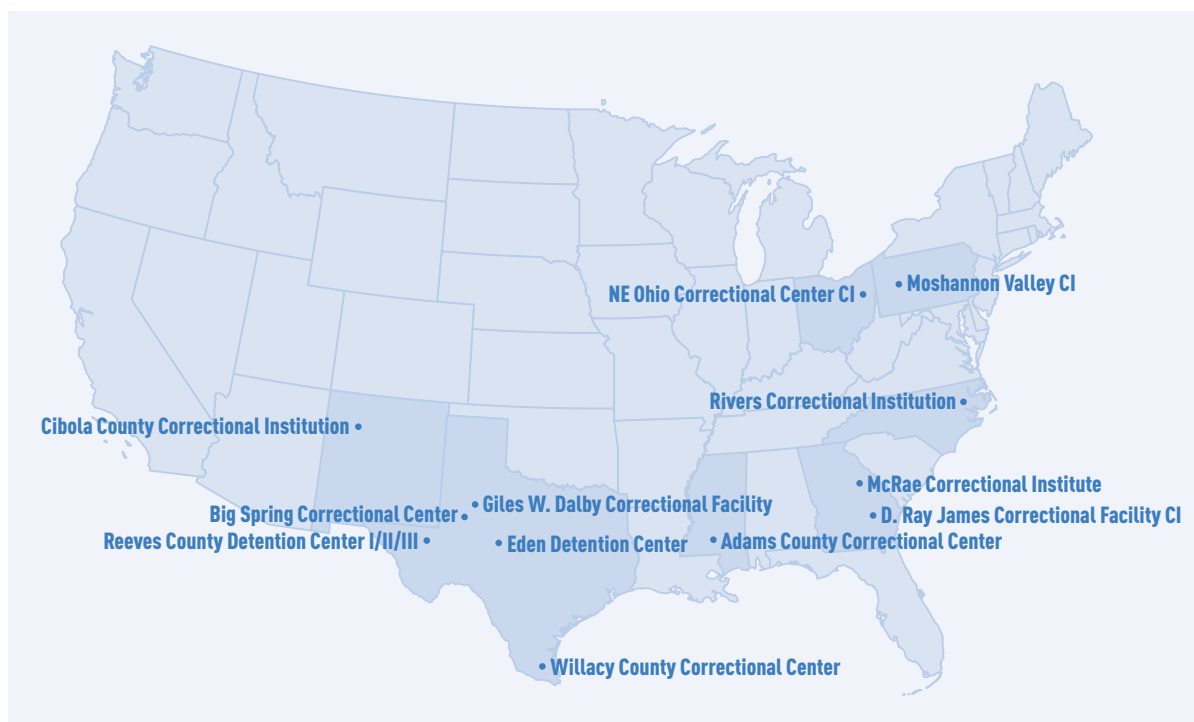 Moshannon Valley CI
NE Ohio Correctional Center CI
Rivers Correctional Institution
Cibola County Correctional Institution
McRae Correctional Institute
Giles W. Dalby Correctional Facility
Big Spring Correctional Center
D. Ray James Correctional Facility CI
Reeves County Detention Center I/II/III
Eden Detention Center
Adams County Correctional Center
Willacy County Correctional Center